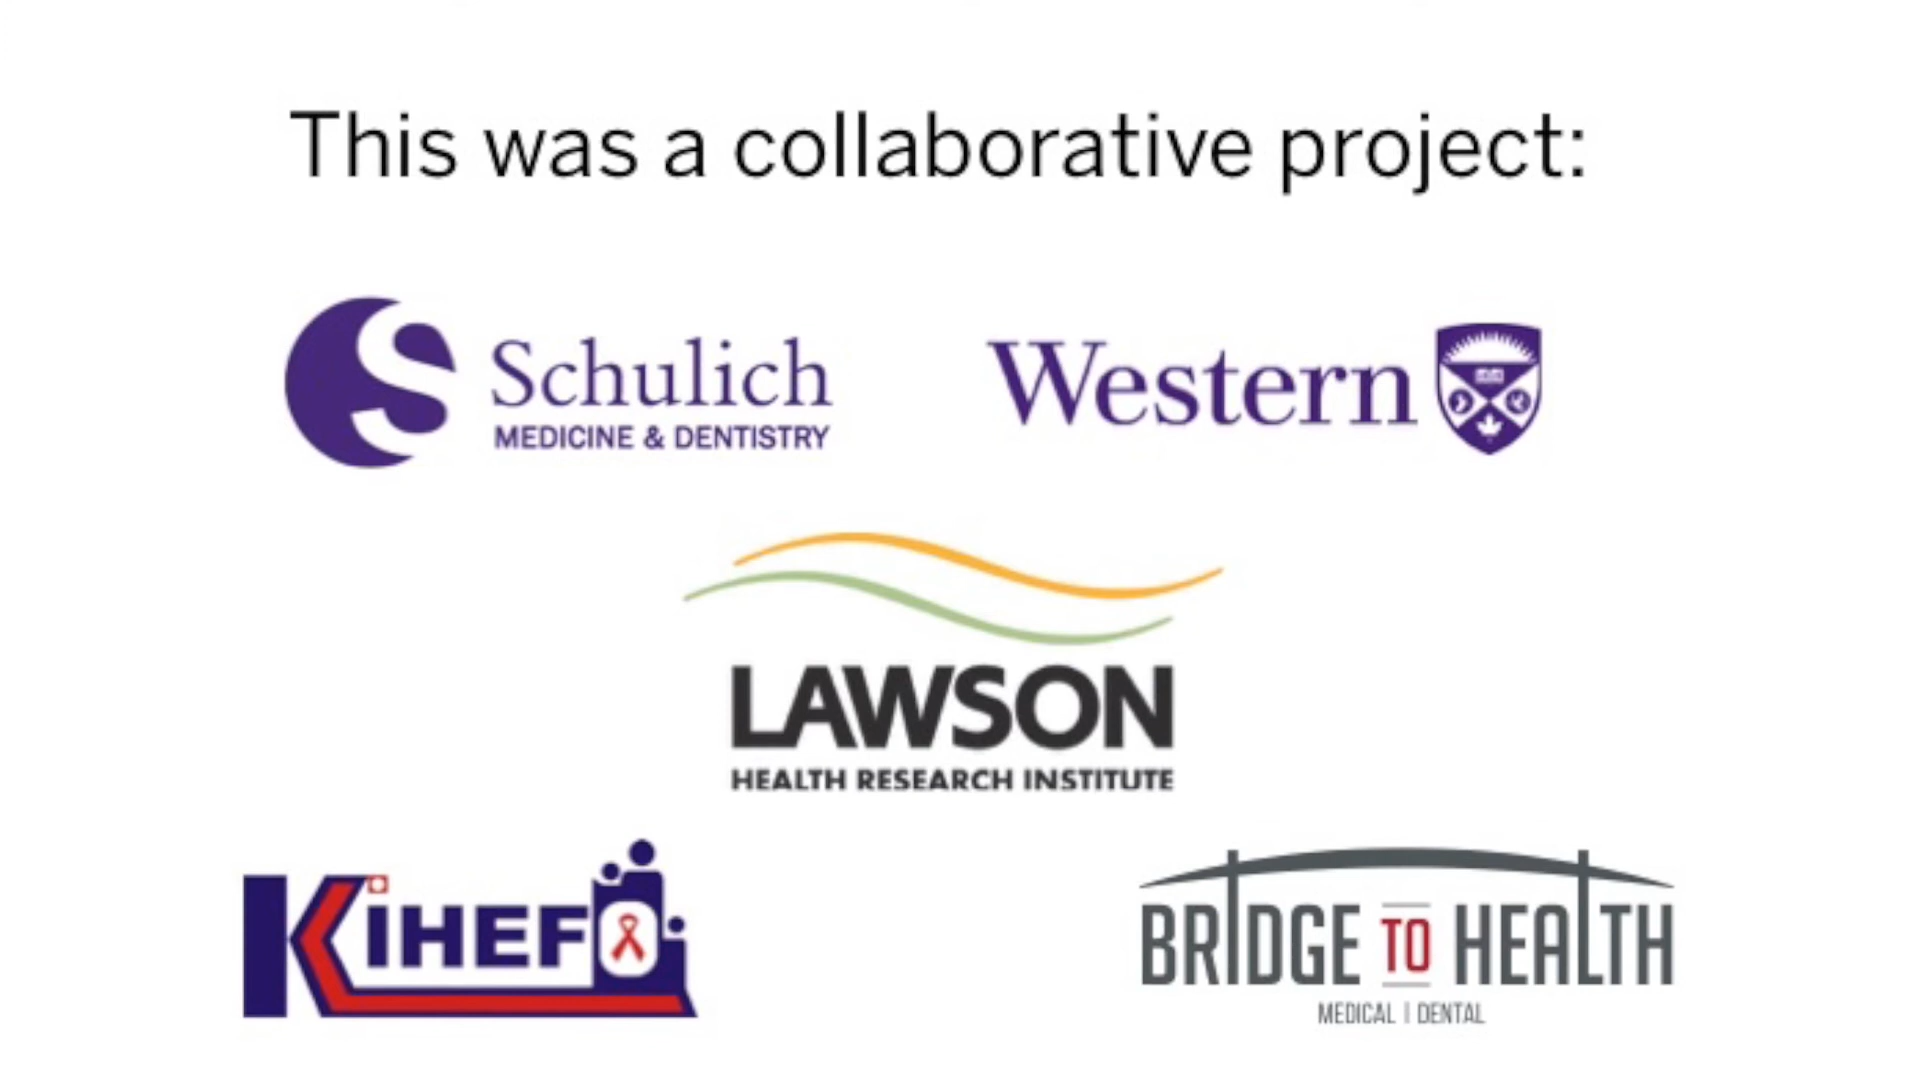 This was a collaborative project:
Schulich
MEDICINE & DENTISTRY
Western
LAWSON
HEALTH RESEARCH INSTITUTE
KiHEFO
BRIDGE TO HEALTH
MEDICAL | DENTAL